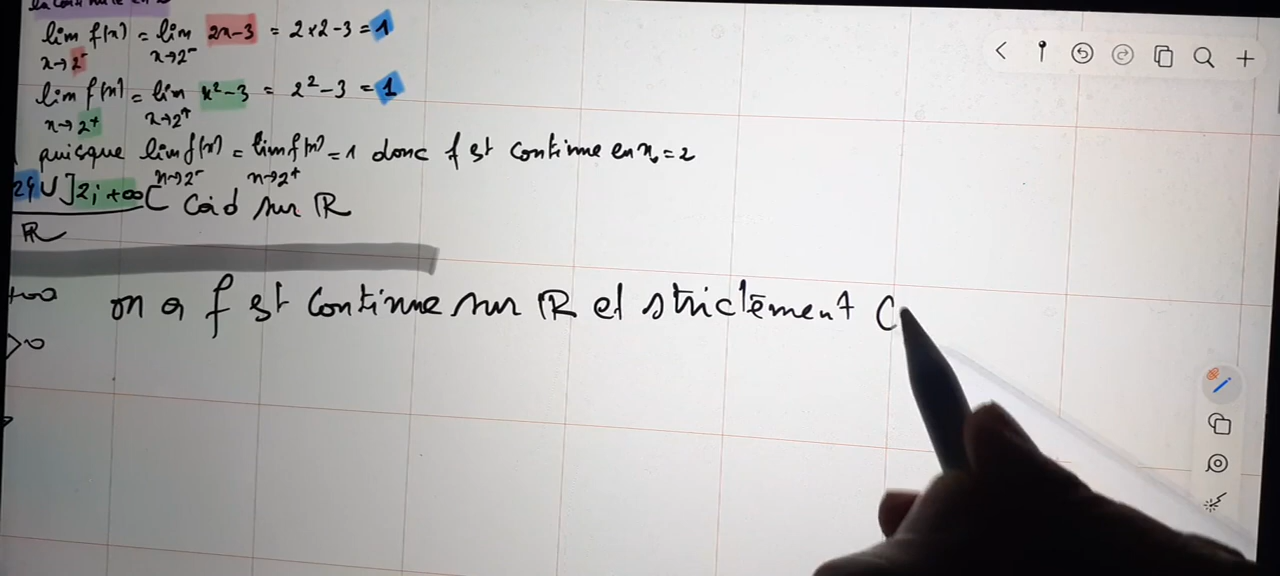 lim f(x) = lim 2x-3 = 2×2-3 = 1
x→2⁻ x→2⁻
lim f(x) = lim x²-3 = 2²-3 = 1
x→2⁺ x→2⁺
puisque lim f(x) = lim f(x) = 1 donc f est continue en x=2
x→2⁻ x→2⁺
2} ∪ ]2; +∞[ Càd sur ℝ
ℝ
+∞ on a f est continue sur ℝ et strictement C
>0